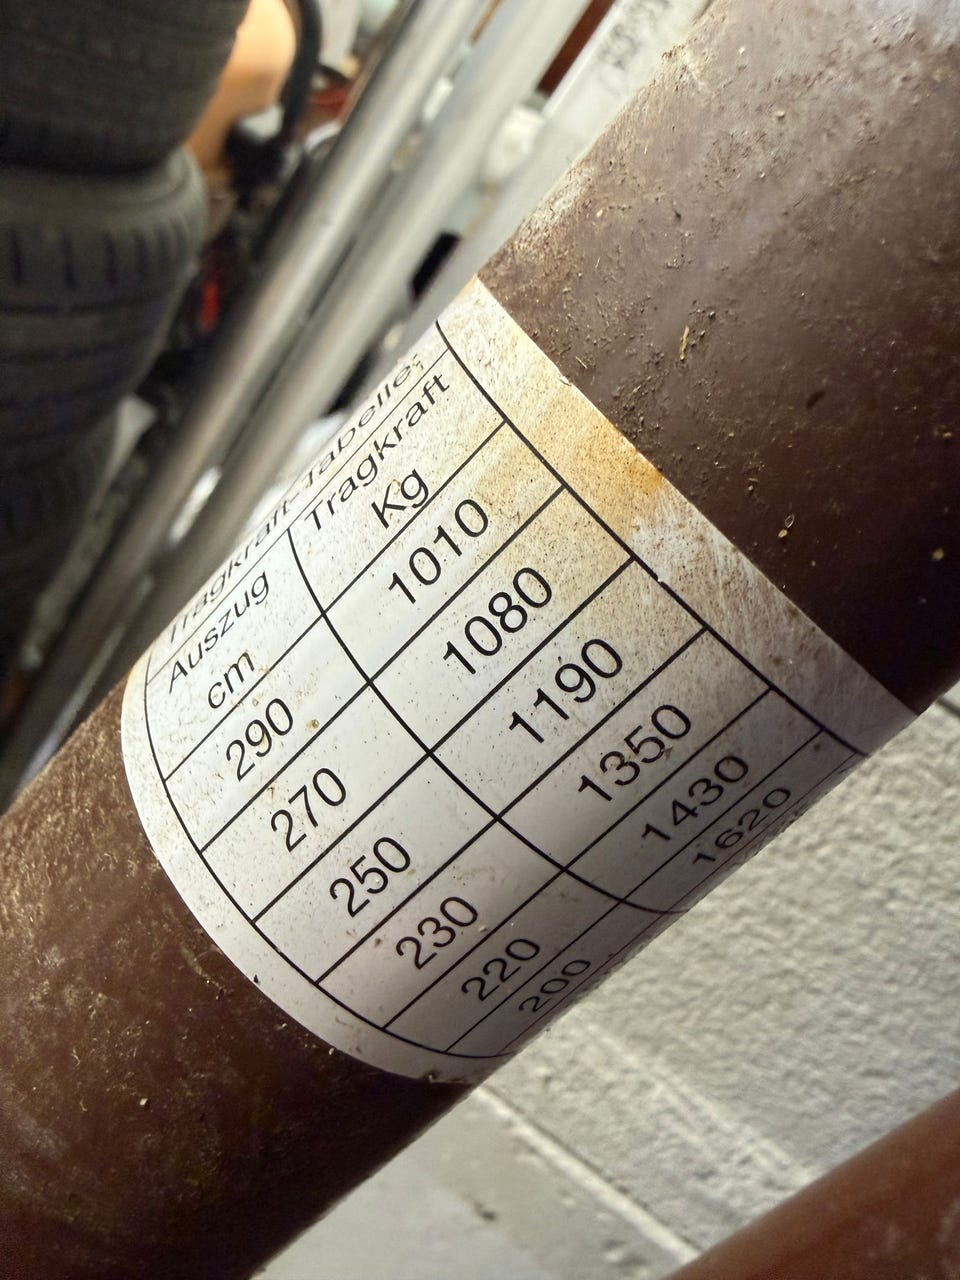 Tragkraft-Tabelle:
Auszug Tragkraft
cm Kg
290 1010
270 1080
250 1190
230 1350
220 1430
200 1620